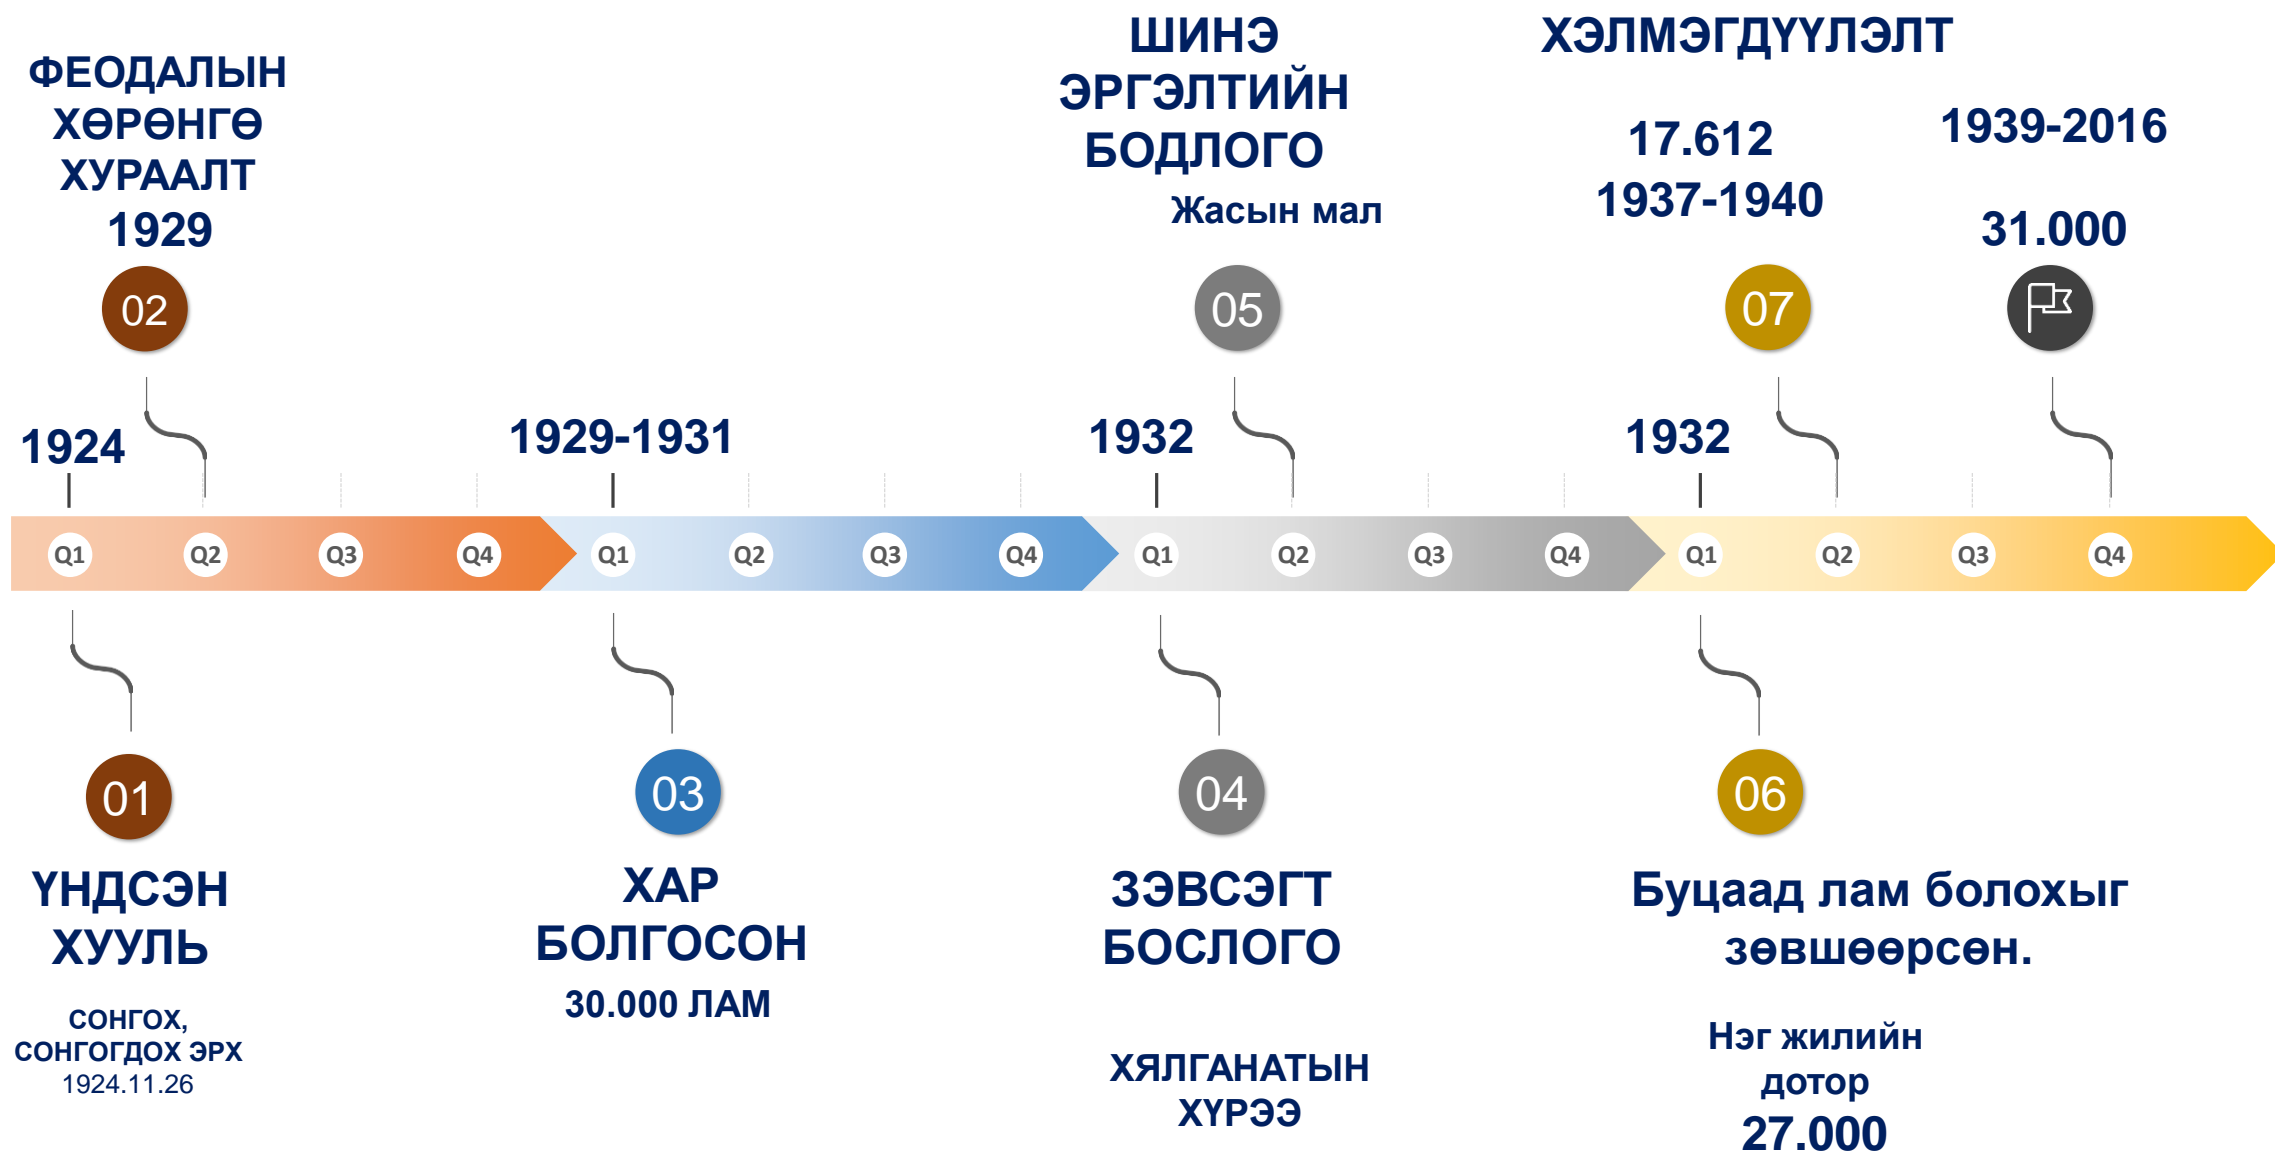 ФЕОДАЛЫН
ХӨРӨНГӨ
ХУРААЛТ
1929
02
ШИНЭ
ЭРГЭЛТИЙН
БОДЛОГО
Жасын мал
05
ХЭЛМЭГДҮҮЛЭЛТ
17.612
1937-1940
07
1939-2016
31.000
1924
1929-1931
1932
1932
Q1 Q2 Q3 Q4 Q1 Q2 Q3 Q4 Q1 Q2 Q3 Q4 Q1 Q2 Q3 Q4
01
ҮНДСЭН
ХУУЛЬ
СОНГОХ,
СОНГОГДОХ ЭРХ
1924.11.26
03
ХАР
БОЛГОСОН
30.000 ЛАМ
04
ЗЭВСЭГТ
БОСЛОГО
ХЯЛГАНАТЫН
ХҮРЭЭ
06
Буцаад лам болохыг
зөвшөөрсөн.
Нэг жилийн
дотор
27.000